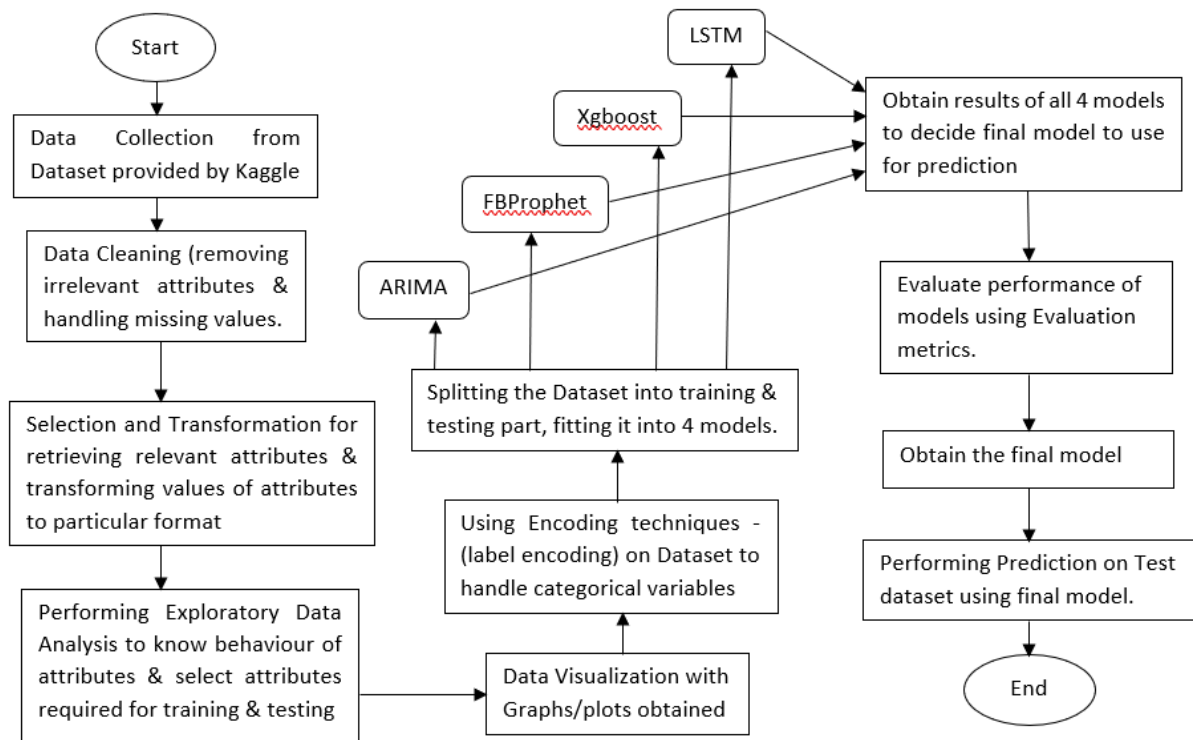 Start
Data Collection from
Dataset provided by Kaggle
Data Cleaning (removing
irrelevant attributes &
handling missing values.
Selection and Transformation for
retrieving relevant attributes &
transforming values of attributes
to particular format
Performing Exploratory Data
Analysis to know behaviour of
attributes & select attributes
required for training & testing
Data Visualization with
Graphs/plots obtained
Using Encoding techniques -
(label encoding) on Dataset to
handle categorical variables
Splitting the Dataset into training &
testing part, fitting it into 4 models.
ARIMA
FBProphet
Xgboost
LSTM
Obtain results of all 4 models
to decide final model to use
for prediction
Evaluate performance of
models using Evaluation
metrics.
Obtain the final model
Performing Prediction on Test
dataset using final model.
End